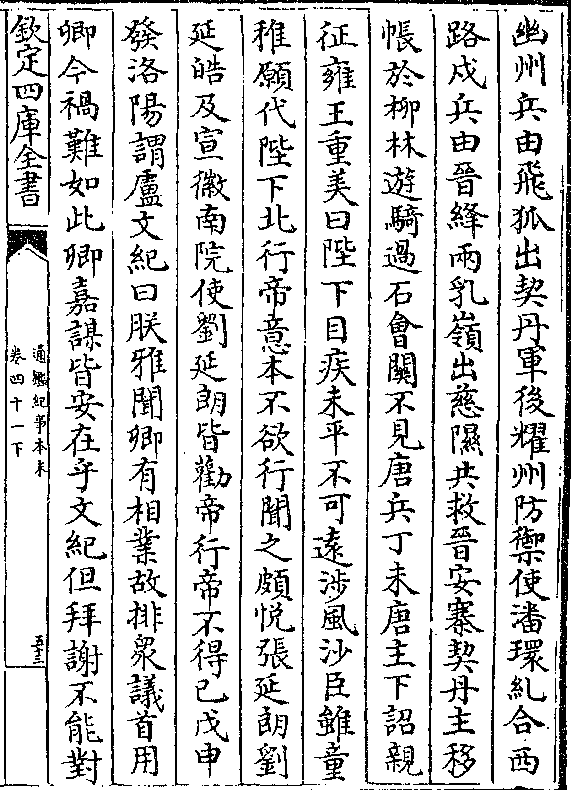 幽州兵由飛狐出契丹軍後耀州防禦使潘環糺合西
路戍兵由晉絳兩乳嶺出慈隰共救晉安寨契丹主移
帳於柳林遊騎過石會關不見唐兵丁未唐主下詔親
征雍王重美曰陛下目疾未平不可遠涉風沙臣雖童
稚願代陛下北行帝意本不欲行聞之頗悅張延朗劉
延皓及宣徽南院使劉延朗皆勸帝行帝不得已戊申
發洛陽謂盧文紀曰朕雅聞卿有相業故排衆議首用
卿今禍難如此卿嘉謀皆安在乎文紀但拜謝不能對
欽定四庫全書
通鑑紀事本末
卷四十一下
五十三